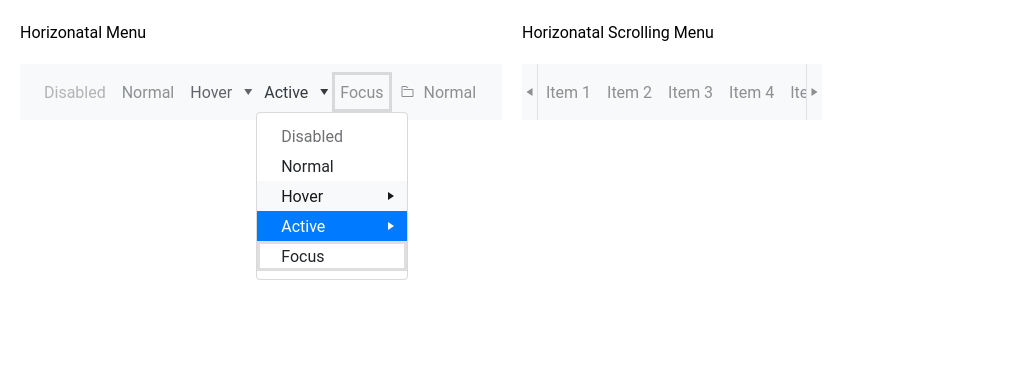 Horizonatal Menu
Disabled Normal Hover Active Focus Normal
Disabled
Normal
Hover
Active
Focus
Horizonatal Scrolling Menu
Item 1 Item 2 Item 3 Item 4 Ite